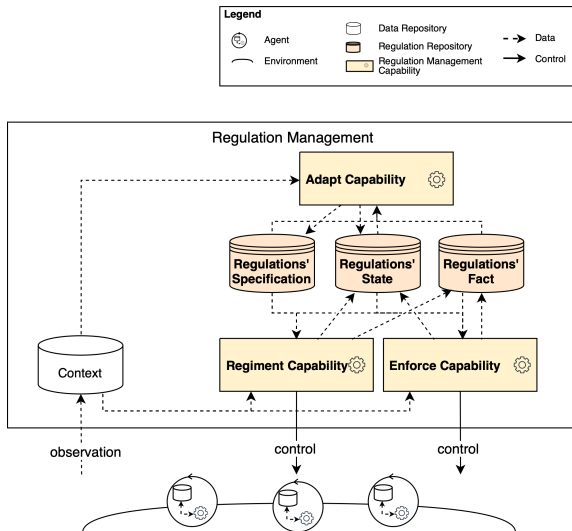 Legend
Agent
Environment
Data Repository
Regulation Repository
Regulation Management
Capability
Data
Control
Regulation Management
Adapt Capability
Regulations'
Specification
Regulations'
State
Regulations'
Fact
Context
Regiment Capability
Enforce Capability
observation
control
control